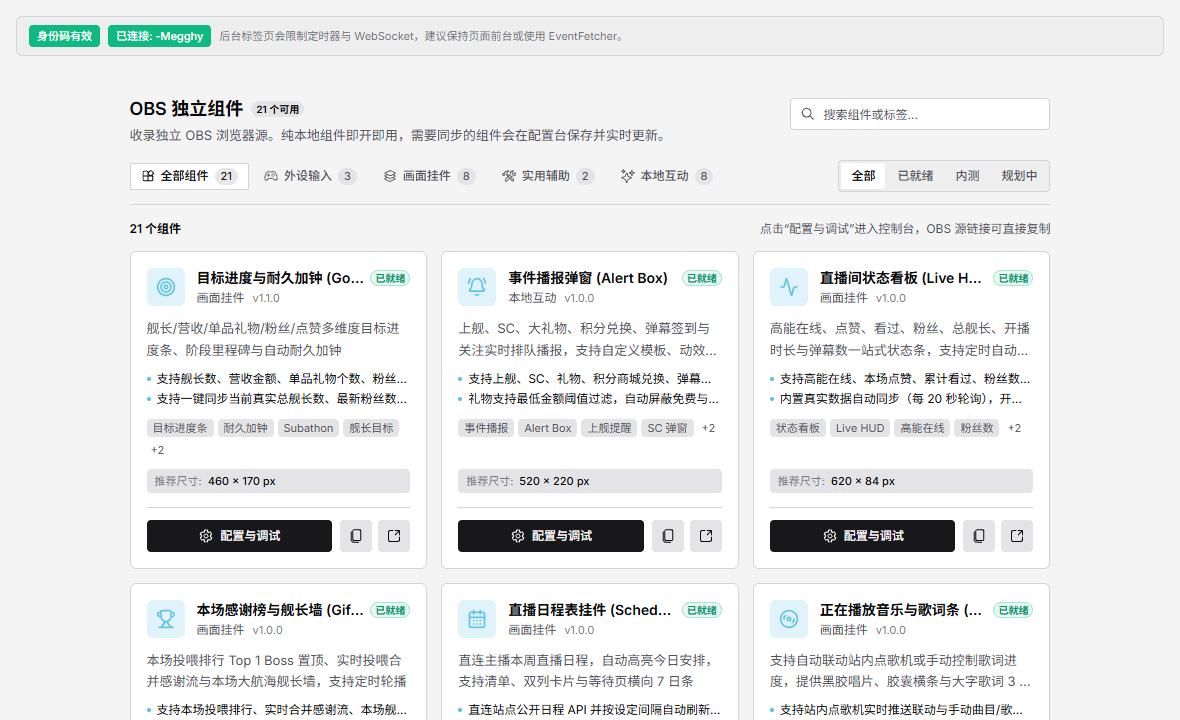 身份码有效 已连接: -Megghy 后台标签页会限制定时器与 WebSocket，建议保持页面前台或使用 EventFetcher。
OBS 独立组件 21 个可用
搜索组件或标签...
收录独立 OBS 浏览器源。纯本地组件即开即用，需要同步的组件会在配置台保存并实时更新。
全部组件 21 外设输入 3 画面挂件 8 实用辅助 2 本地互动 8 全部 已就绪 内测 规划中
21 个组件 点击“配置与调试”进入控制台，OBS 源链接可直接复制
目标进度与耐久加钟 (Go... 已就绪
画面挂件 v1.1.0
舰长/营收/单品礼物/粉丝/点赞多维度目标进
度条、阶段里程碑与自动耐久加钟
支持舰长数、营收金额、单品礼物个数、粉丝...
支持一键同步当前真实总舰长数、最新粉丝数...
目标进度条 耐久加钟 Subathon 舰长目标
+2
推荐尺寸: 460 × 170 px
配置与调试
事件播报弹窗 (Alert Box) 已就绪
本地互动 v1.0.0
上舰、SC、大礼物、积分兑换、弹幕签到与
关注实时排队播报，支持自定义模板、动效...
支持上舰、SC、礼物、积分商城兑换、弹幕...
礼物支持最低金额阈值过滤，自动屏蔽免费与...
事件播报 Alert Box 上舰提醒 SC 弹窗 +2
推荐尺寸: 520 × 220 px
配置与调试
直播间状态看板 (Live H... 已就绪
画面挂件 v1.0.0
高能在线、点赞、看过、粉丝、总舰长、开播
时长与弹幕数一站式状态条，支持定时自动...
支持高能在线、本场点赞、累计看过、粉丝数...
内置真实数据自动同步（每 20 秒轮询），开...
状态看板 Live HUD 高能在线 粉丝数 +2
推荐尺寸: 620 × 84 px
配置与调试
本场感谢榜与舰长墙 (Gif... 已就绪
画面挂件 v1.0.0
本场投喂排行 Top 1 Boss 置顶、实时投喂合
并感谢流与本场大航海舰长墙，支持定时轮播
支持本场投喂排行、实时合并感谢流、本场舰...
直播日程表挂件 (Sched... 已就绪
画面挂件 v1.0.0
直连主播本周直播日程，自动高亮今日安排，
支持清单、双列卡片与等待页横向 7 日条
直连站点公开日程 API 并按设定间隔自动刷新...
正在播放音乐与歌词条 (... 已就绪
画面挂件 v1.0.0
支持自动联动站内点歌机或手动控制歌词进
度，提供黑胶唱片、胶囊横条与大字歌词 3 ...
支持站内点歌机实时推送联动与手动曲目/歌...